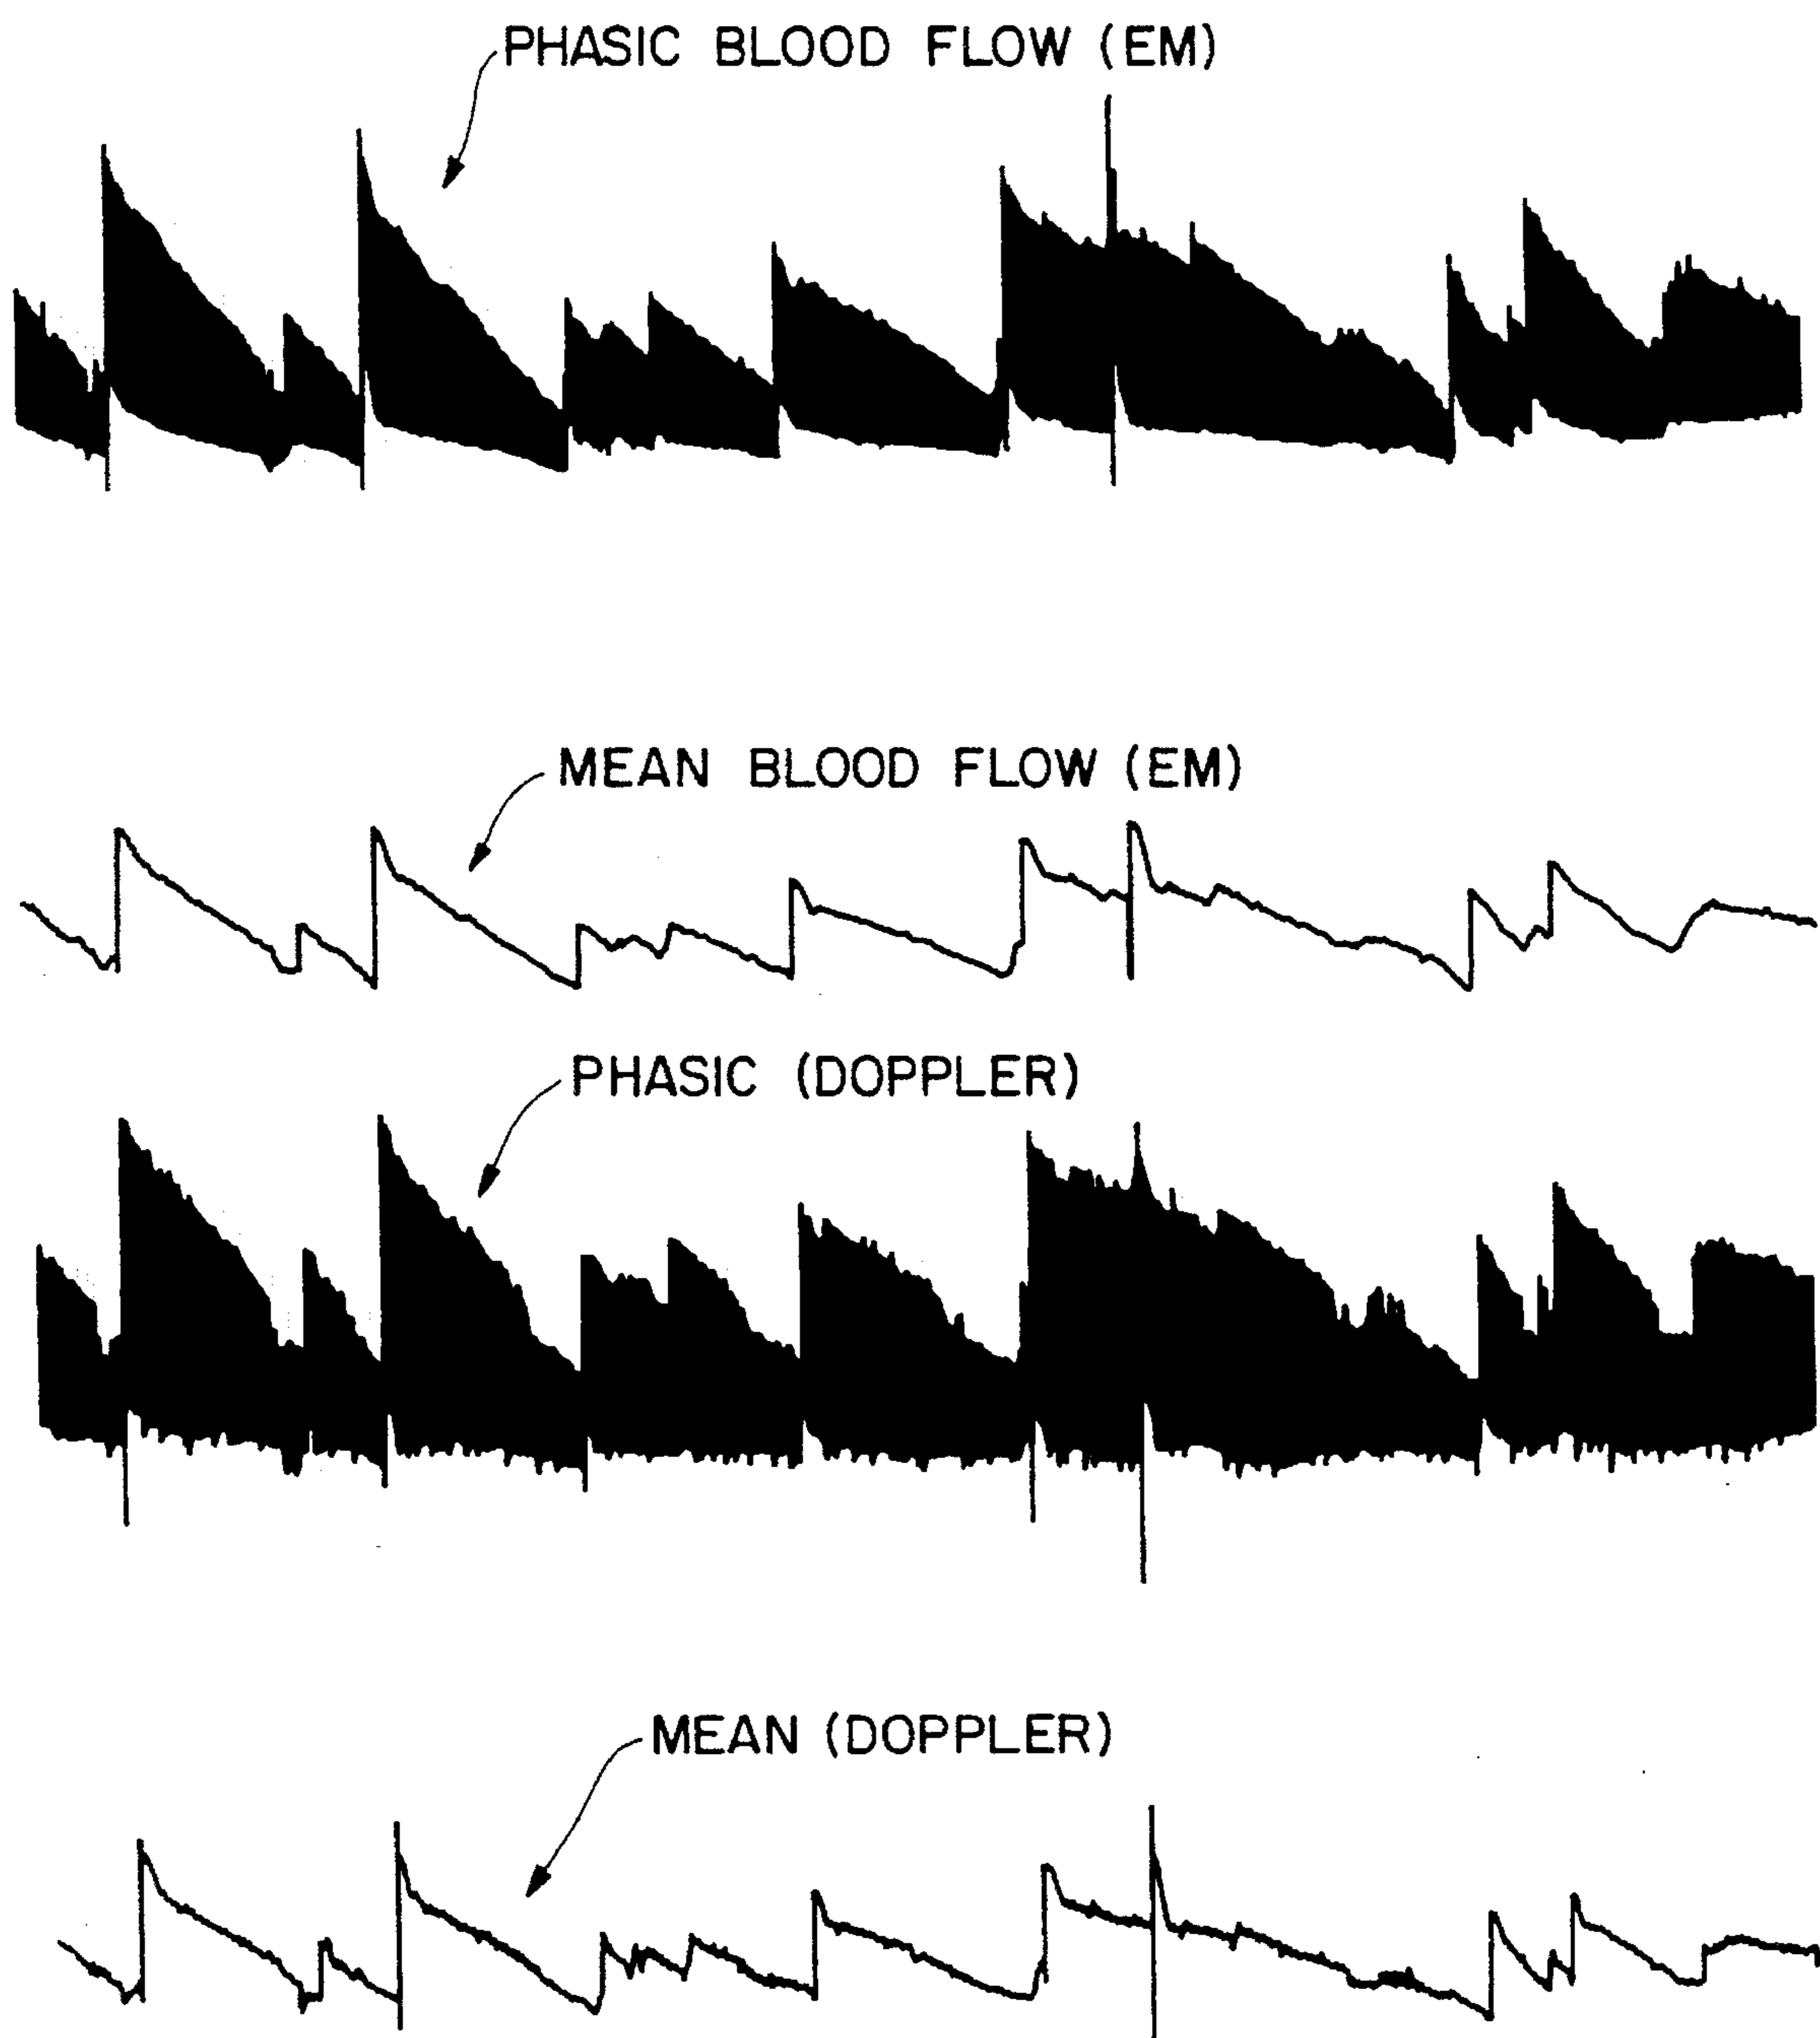 PHASIC BLOOD FLOW (EM)
MEAN BLOOD FLOW (EM)
PHASIC (DOPPLER)
MEAN (DOPPLER)